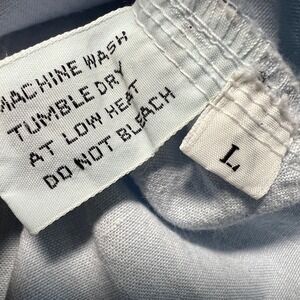 MACHINE WASH
TUMBLE DRY
AT LOW HEAT
DO NOT BLEACH
L